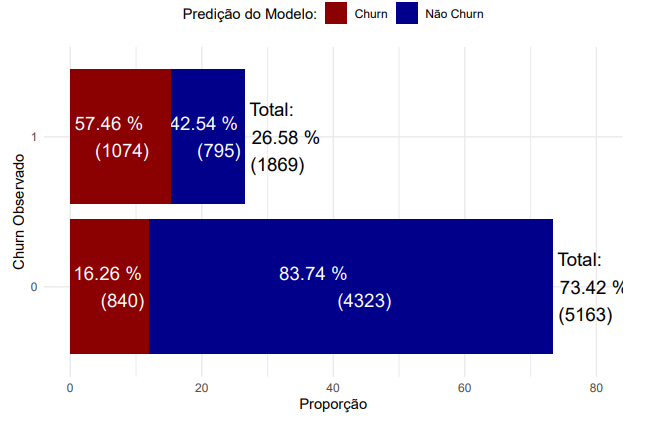 Predição do Modelo: Churn Não Churn
Churn Observado
1
57.46 % 42.54 %
(1074) (795)
Total:
26.58 %
(1869)
0
16.26 % 83.74 %
(840) (4323)
Total:
73.42 %
(5163)
0 20 40 60 80
Proporção